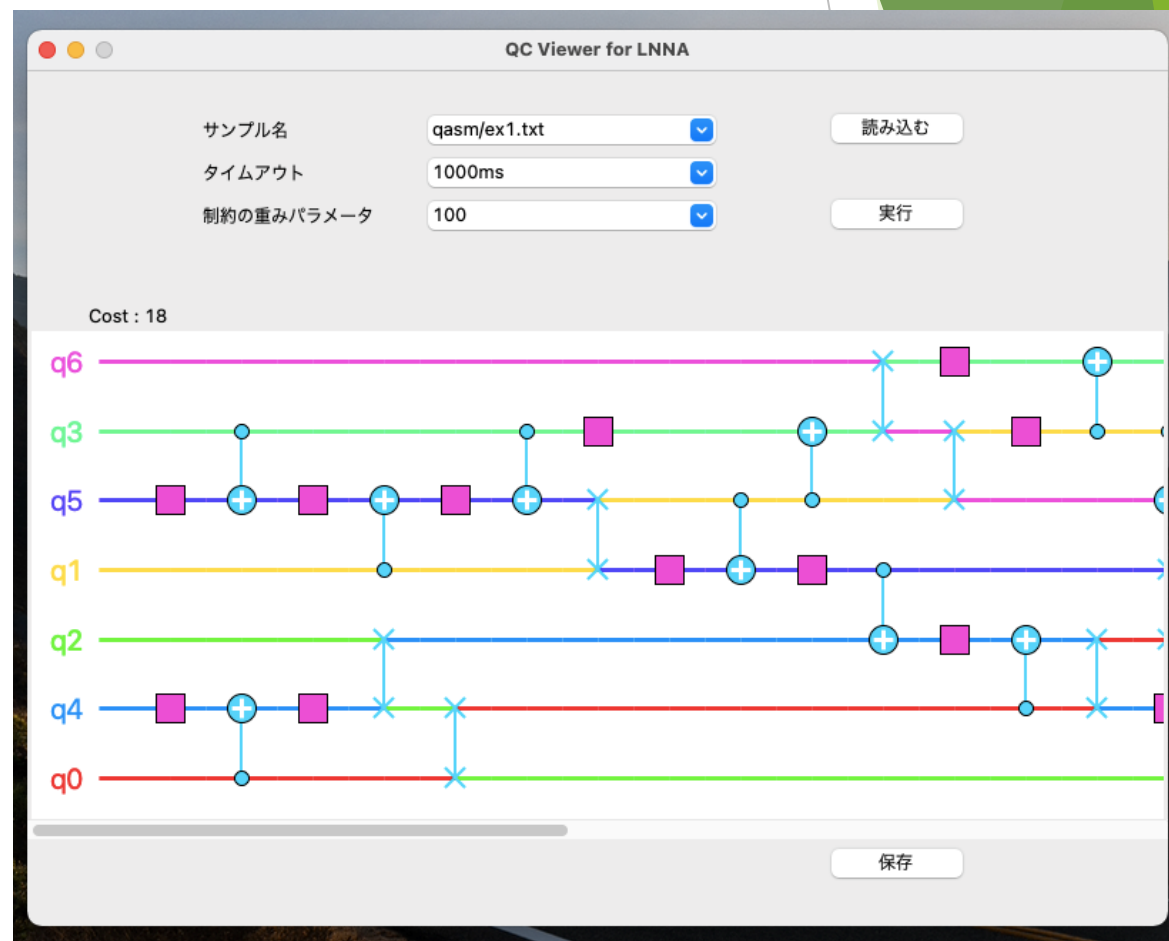 QC Viewer for LNNA
サンプル名 qasm/ex1.txt 読み込む
タイムアウト 1000ms
制約の重みパラメータ 100 実行
Cost : 18
q6
q3
q5
q1
q2
q4
q0
保存